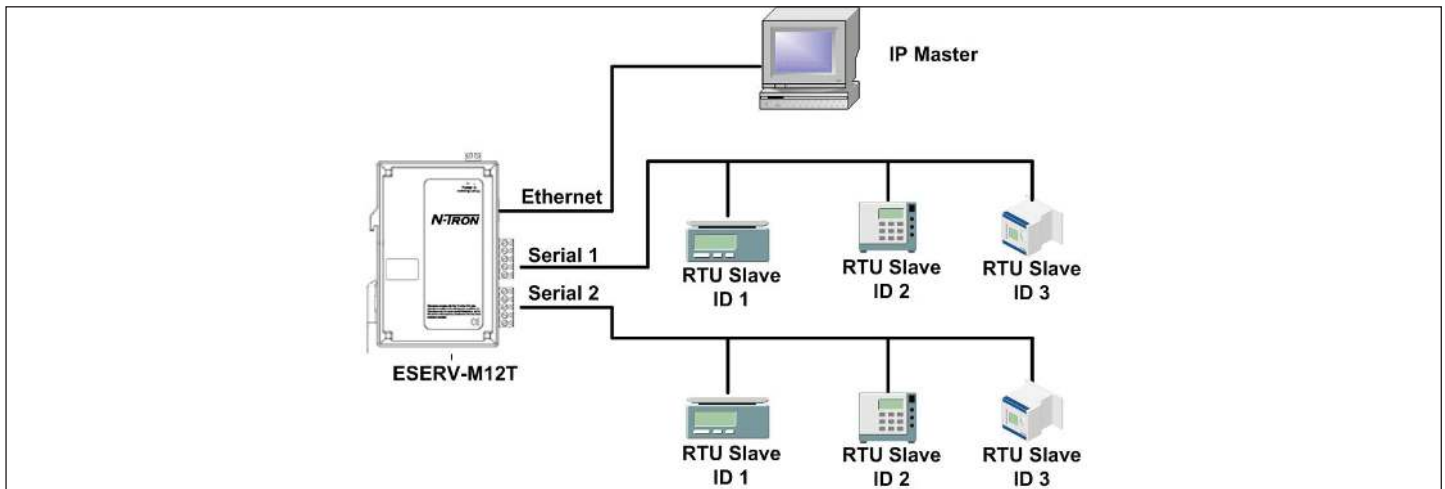 IP Master
Ethernet
N-TRON
Serial 1
Serial 2
ESERV-M12T
RTU Slave
ID 1
RTU Slave
ID 2
RTU Slave
ID 3
RTU Slave
ID 1
RTU Slave
ID 2
RTU Slave
ID 3